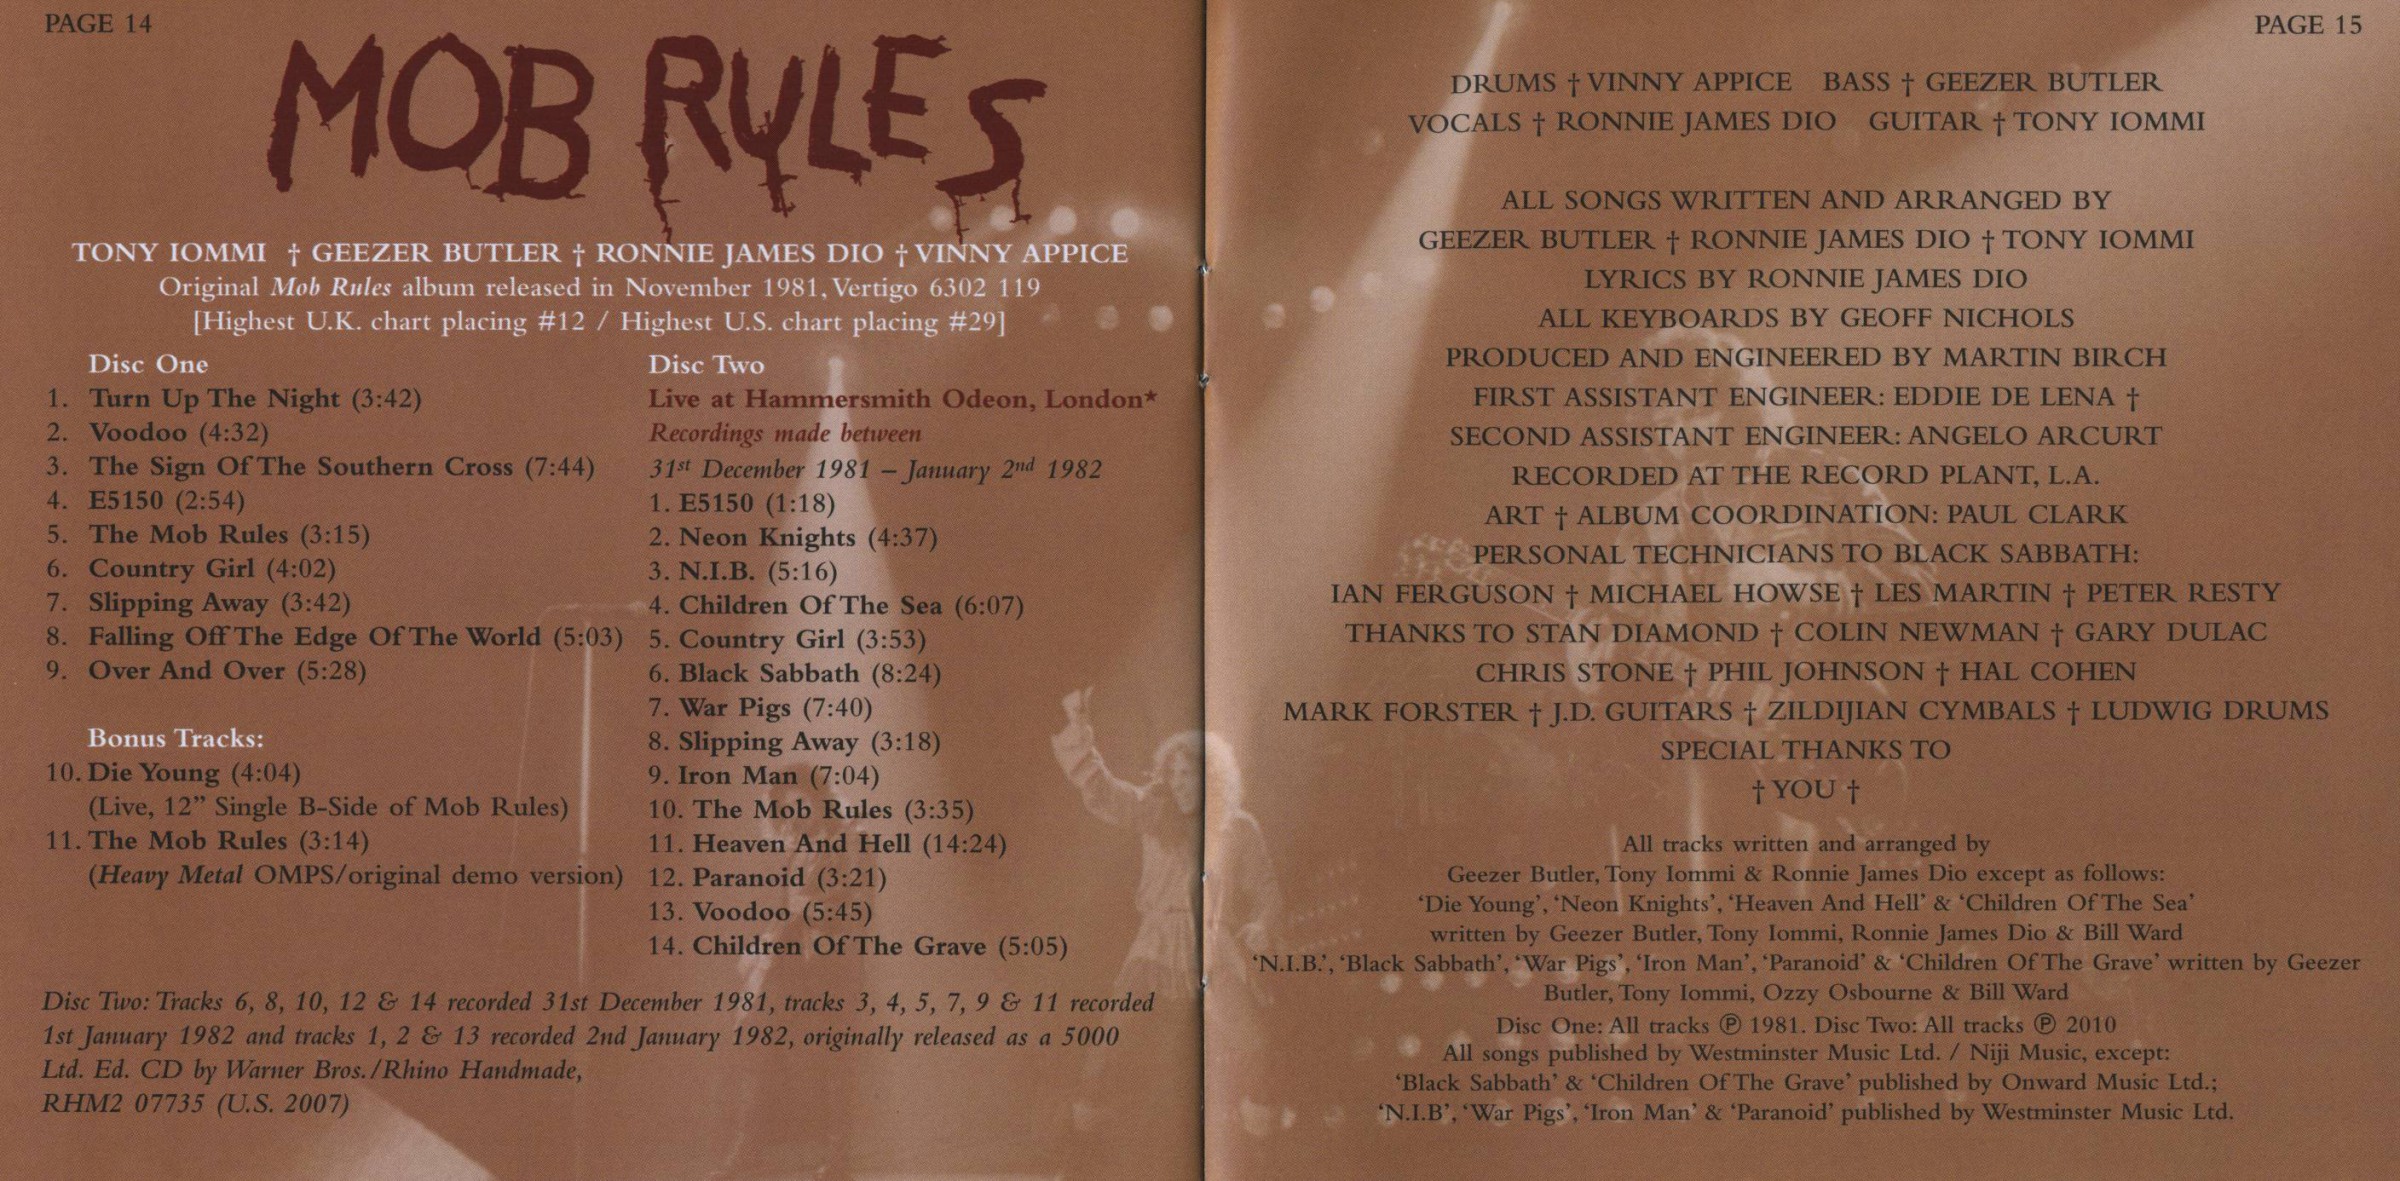 PAGE 14
MOB RULES
TONY IOMMI † GEEZER BUTLER † RONNIE JAMES DIO † VINNY APPICE
Original Mob Rules album released in November 1981, Vertigo 6302 119
[Highest U.K. chart placing #12 / Highest U.S. chart placing #29]
Disc One
1. Turn Up The Night (3:42)
2. Voodoo (4:32)
3. The Sign Of The Southern Cross (7:44)
4. E5150 (2:54)
5. The Mob Rules (3:15)
6. Country Girl (4:02)
7. Slipping Away (3:42)
8. Falling Off The Edge Of The World (5:03)
9. Over And Over (5:28)
Bonus Tracks:
10. Die Young (4:04)
(Live, 12” Single B-Side of Mob Rules)
11. The Mob Rules (3:14)
(Heavy Metal OMPS/original demo version)
Disc Two
Live at Hammersmith Odeon, London*
Recordings made between
31st December 1981 – January 2nd 1982
1. E5150 (1:18)
2. Neon Knights (4:37)
3. N.I.B. (5:16)
4. Children Of The Sea (6:07)
5. Country Girl (3:53)
6. Black Sabbath (8:24)
7. War Pigs (7:40)
8. Slipping Away (3:18)
9. Iron Man (7:04)
10. The Mob Rules (3:35)
11. Heaven And Hell (14:24)
12. Paranoid (3:21)
13. Voodoo (5:45)
14. Children Of The Grave (5:05)
Disc Two: Tracks 6, 8, 10, 12 & 14 recorded 31st December 1981, tracks 3, 4, 5, 7, 9 & 11 recorded
1st January 1982 and tracks 1, 2 & 13 recorded 2nd January 1982, originally released as a 5000
Ltd. Ed. CD by Warner Bros./Rhino Handmade,
RHM2 07735 (U.S. 2007)
PAGE 15
DRUMS † VINNY APPICE BASS † GEEZER BUTLER
VOCALS † RONNIE JAMES DIO GUITAR † TONY IOMMI
ALL SONGS WRITTEN AND ARRANGED BY
GEEZER BUTLER † RONNIE JAMES DIO † TONY IOMMI
LYRICS BY RONNIE JAMES DIO
ALL KEYBOARDS BY GEOFF NICHOLS
PRODUCED AND ENGINEERED BY MARTIN BIRCH
FIRST ASSISTANT ENGINEER: EDDIE DE LENA †
SECOND ASSISTANT ENGINEER: ANGELO ARCURT
RECORDED AT THE RECORD PLANT, L.A.
ART † ALBUM COORDINATION: PAUL CLARK
PERSONAL TECHNICIANS TO BLACK SABBATH:
IAN FERGUSON † MICHAEL HOWSE † LES MARTIN † PETER RESTY
THANKS TO STAN DIAMOND † COLIN NEWMAN † GARY DULAC
CHRIS STONE † PHIL JOHNSON † HAL COHEN
MARK FORSTER † J.D. GUITARS † ZILDIJIAN CYMBALS † LUDWIG DRUMS
SPECIAL THANKS TO
† YOU †
All tracks written and arranged by
Geezer Butler, Tony Iommi & Ronnie James Dio except as follows:
‘Die Young’, ‘Neon Knights’, ‘Heaven And Hell’ & ‘Children Of The Sea’
written by Geezer Butler, Tony Iommi, Ronnie James Dio & Bill Ward
‘N.I.B.’, ‘Black Sabbath’, ‘War Pigs’, ‘Iron Man’, ‘Paranoid’ & ‘Children Of The Grave’ written by Geezer
Butler, Tony Iommi, Ozzy Osbourne & Bill Ward
Disc One: All tracks ℗ 1981. Disc Two: All tracks ℗ 2010
All songs published by Westminster Music Ltd. / Niji Music, except:
‘Black Sabbath’ & ‘Children Of The Grave’ published by Onward Music Ltd.;
‘N.I.B’, ‘War Pigs’, ‘Iron Man’ & ‘Paranoid’ published by Westminster Music Ltd.